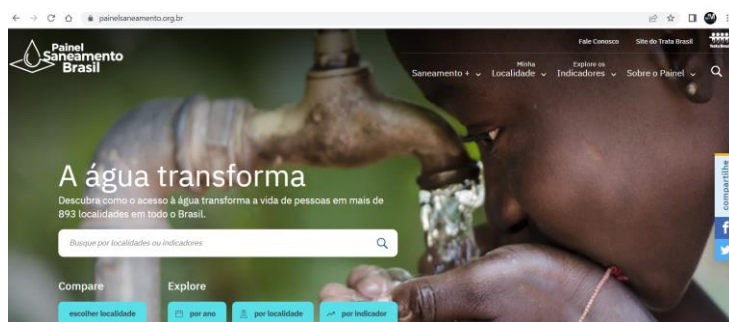 painelsaneamento.org.br
Painel
Saneamento
Brasil
Fale Conosco Site do Trata Brasil
Saneamento +
Minha
Localidade
Explore os
Indicadores
Sobre o Painel
A água transforma
Descubra como o acesso à água transforma a vida de pessoas em mais de
893 localidades em todo o Brasil.
Busque por localidades ou indicadores
compartilhe
Compare Explore
escolher localidade por ano por localidade por indicador